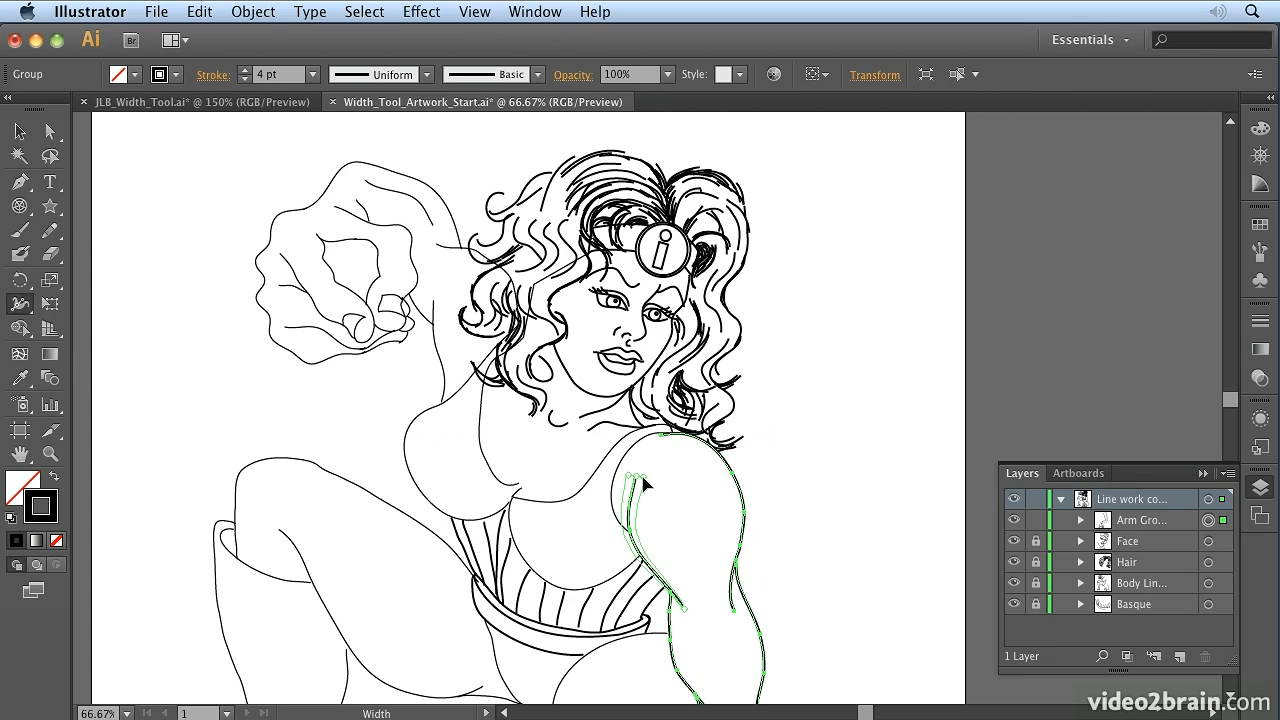 Illustrator File Edit Object Type Select Effect View Window Help
Ai Br Essentials
Group Stroke: 4 pt Uniform Basic Opacity: 100% Style: Transform
JLB_Width_Tool.ai* @ 150% (RGB/Preview) Width_Tool_Artwork_Start.ai* @ 66.67% (RGB/Preview)
T
i
Layers Artboards
Line work co...
Arm Gro...
Face
Hair
Body Lin...
Basque
1 Layer
66.67% 1 Width
video2brain.com